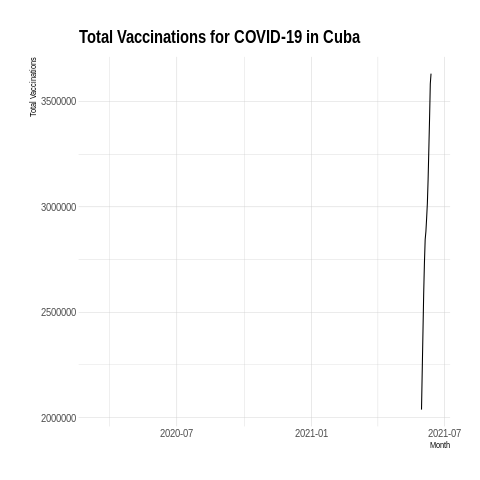 Total Vaccinations for COVID-19 in Cuba
Total Vaccinations
3500000
3000000
2500000
2000000
2020-07 2021-01 2021-07
Month